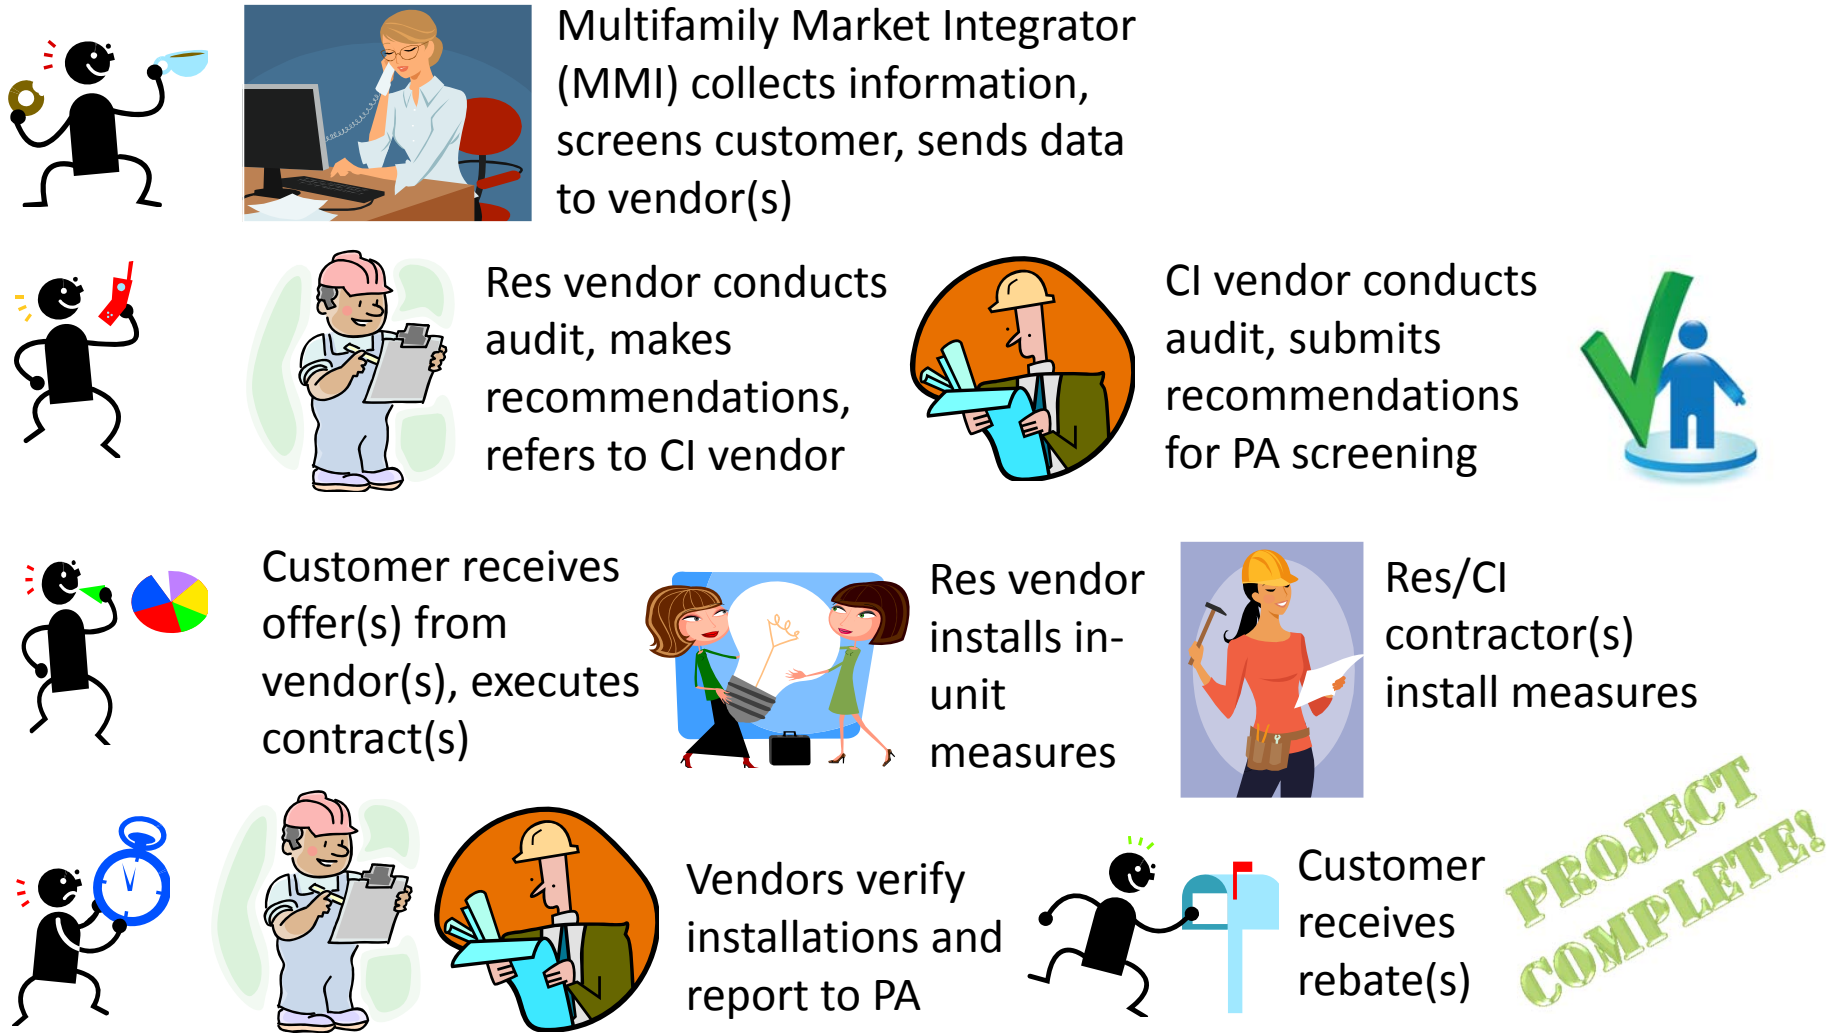 Multifamily Market Integrator
(MMI) collects information,
screens customer, sends data
to vendor(s)
Res vendor conducts
audit, makes
recommendations,
refers to CI vendor
CI vendor conducts
audit, submits
recommendations
for PA screening
Customer receives
offer(s) from
vendor(s), executes
contract(s)
Res vendor
installs in-
unit
measures
Res/CI
contractor(s)
install measures
Vendors verify
installations and
report to PA
Customer
receives
rebate(s)
PROJECT
COMPLETE!